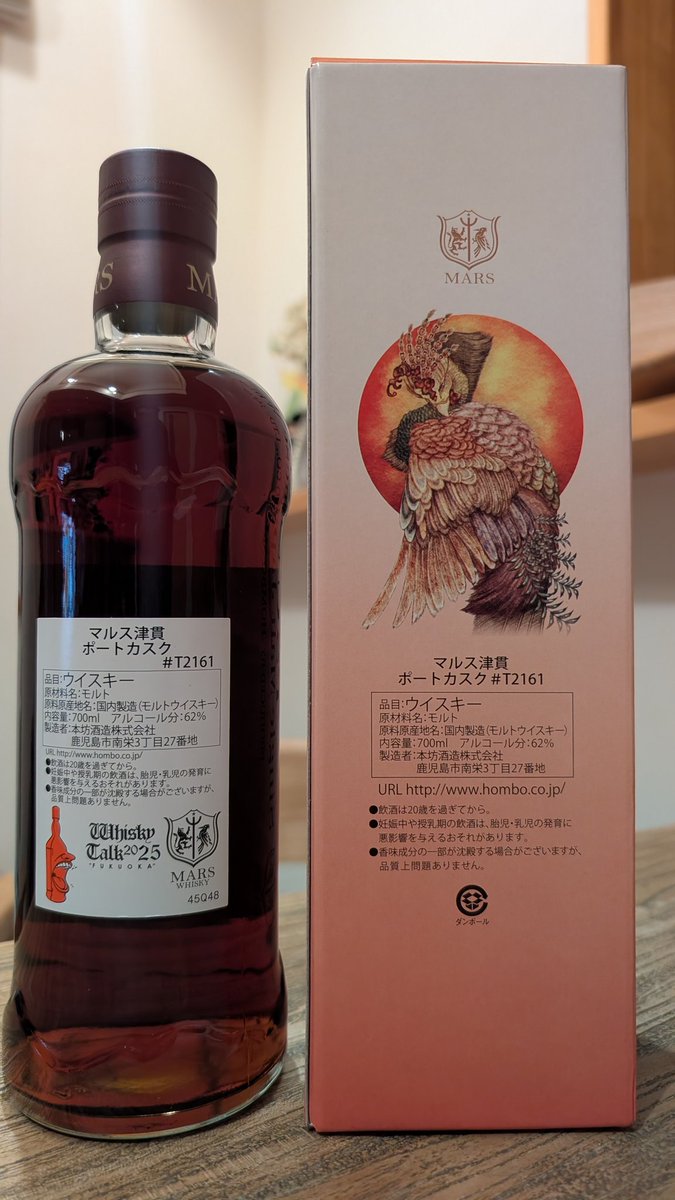 MARS
マルス津貫
ポートカスク
#T2161
品目:ウイスキー
原材料名:モルト
原料原産地名:国内製造(モルトウイスキー)
内容量:700ml アルコール分:62%
製造者:本坊酒造株式会社
鹿児島市南栄3丁目27番地
URL http://www.hombo.co.jp/
●飲酒は20歳を過ぎてから。
●妊娠中や授乳期の飲酒は、胎児・乳児の発育に
悪影響を与えるおそれがあります。
●香味成分の一部が沈殿する場合がございますが、
品質上問題ありません。
Whisky
Talk 2025
"FUKUOKA"
MARS
WHISKY
45Q48
MARS
マルス津貫
ポートカスク #T2161
品目:ウイスキー
原材料名:モルト
原料原産地名:国内製造(モルトウイスキー)
内容量:700ml アルコール分:62%
製造者:本坊酒造株式会社
鹿児島市南栄3丁目27番地
URL http://www.hombo.co.jp/
●飲酒は20歳を過ぎてから。
●妊娠中や授乳期の飲酒は、胎児・乳児の発育に
悪影響を与えるおそれがあります。
●香味成分の一部が沈殿する場合がございますが、
品質上問題ありません。
ダンボール